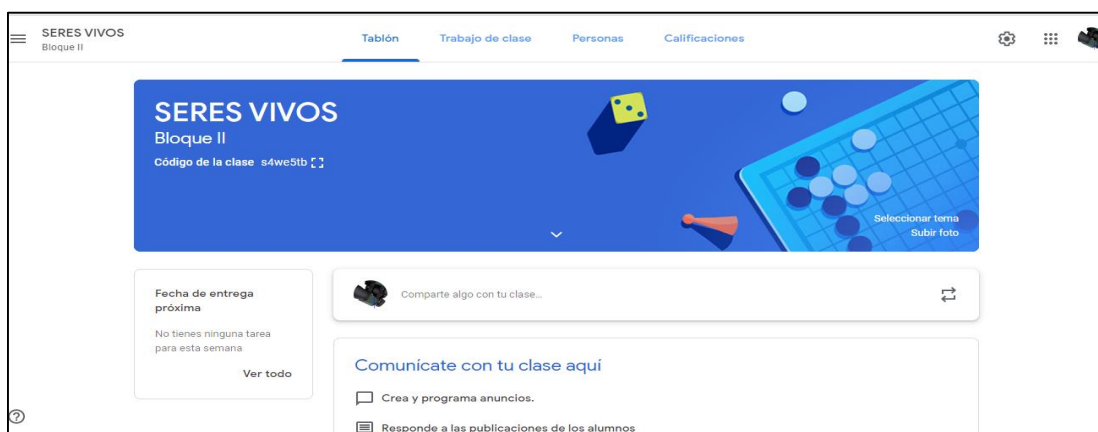 SERES VIVOS
Bloque II
Tablón
Trabajo de clase
Personas
Calificaciones
SERES VIVOS
Bloque II
Código de la clase s4we5tb
Seleccionar tema
Subir foto
Fecha de entrega
próxima
No tienes ninguna tarea
para esta semana
Ver todo
Comparte algo con tu clase...
Comunícate con tu clase aquí
Crea y programa anuncios.
Responde a las publicaciones de los alumnos